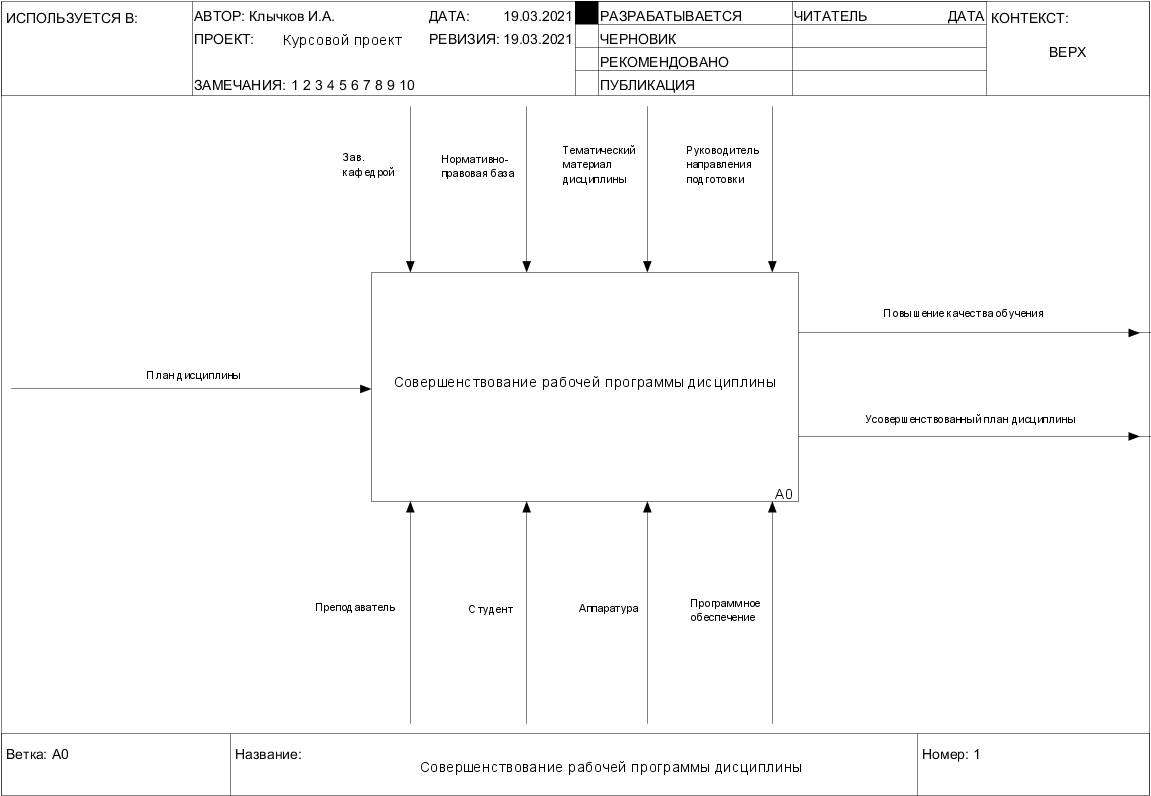 ИСПОЛЬЗУЕТСЯ В:
АВТОР: Клычков И.А.
ДАТА: 19.03.2021
ПРОЕКТ: Курсовой проект
РЕВИЗИЯ: 19.03.2021
ЗАМЕЧАНИЯ: 1 2 3 4 5 6 7 8 9 10
РАЗРАБАТЫВАЕТСЯ
ЧЕРНОВИК
РЕКОМЕНДОВАНО
ПУБЛИКАЦИЯ
ЧИТАТЕЛЬ ДАТА
КОНТЕКСТ:
ВЕРХ
Зав.
кафедрой
Нормативно-
правовая база
Тематический
материал
дисциплины
Руководитель
направления
подготовки
План дисциплины
Совершенствование рабочей программы дисциплины
A0
Повышение качества обучения
Усовершенствованный план дисциплины
Преподаватель
Студент
Аппаратура
Программное
обеспечение
Ветка: A0
Название:
Совершенствование рабочей программы дисциплины
Номер: 1